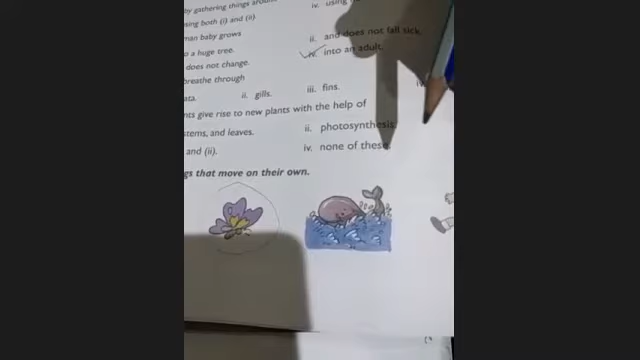 by gathering things around
iv. using
sing both (i) and (ii)
man baby grows
ii. and does not fall sick.
o a huge tree.
iv. into an adult.
does not change.
breathe through
ata.
ii. gills.
iii. fins.
iv
nts give rise to new plants with the help of
stems, and leaves.
ii. photosynthesis.
and (ii).
iv. none of these.
gs that move on their own.